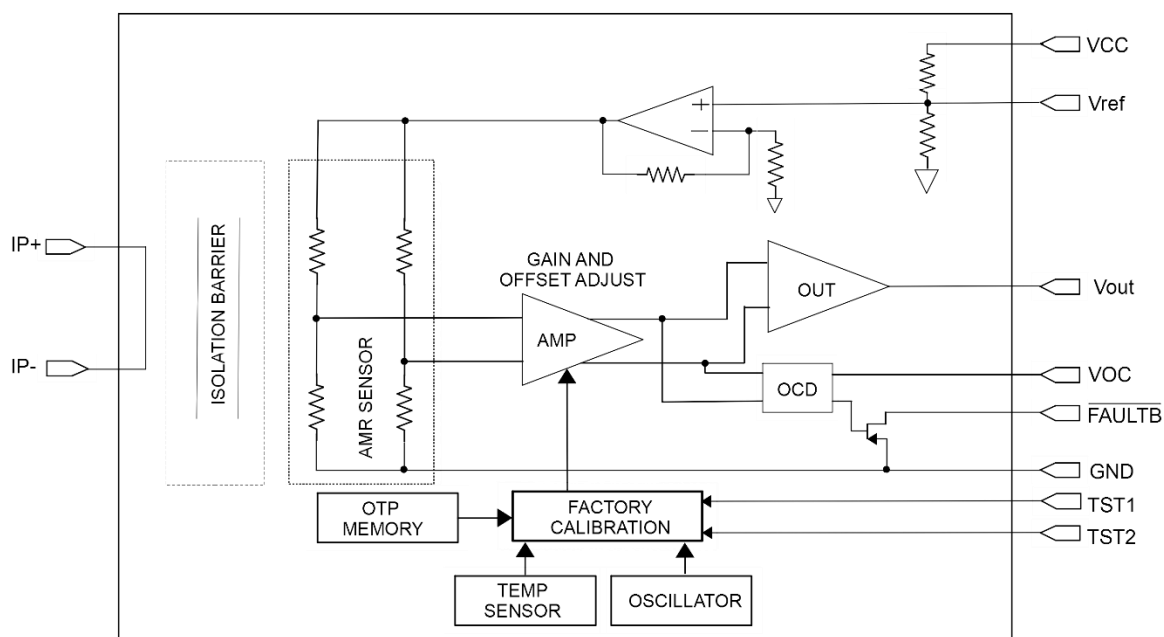 VCC
Vref
+
−
IP+
IP-
ISOLATION BARRIER
AMR SENSOR
GAIN AND
OFFSET ADJUST
AMP
OUT
Vout
OCD
VOC
FAULTB
GND
TST1
TST2
OTP
MEMORY
FACTORY
CALIBRATION
TEMP
SENSOR
OSCILLATOR